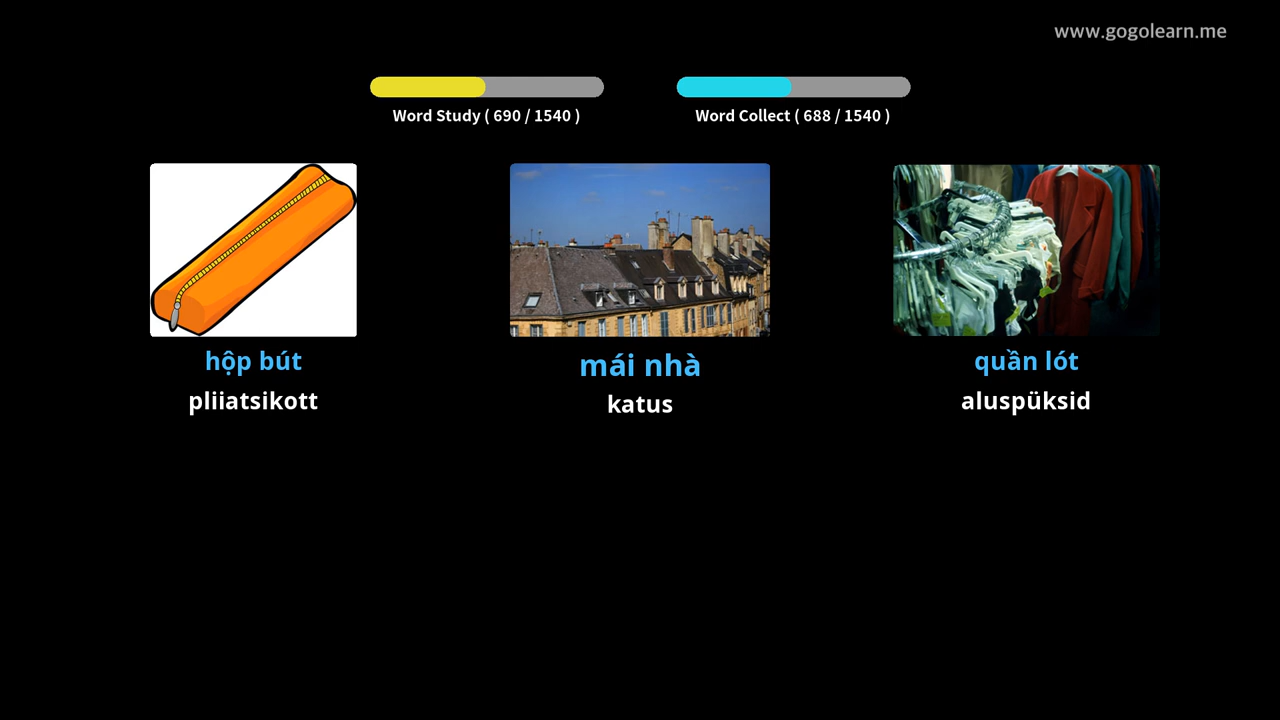 www.gogolearn.me
Word Study ( 690 / 1540 )
Word Collect ( 688 / 1540 )
hộp bút
pliiatsikott
mái nhà
katus
quần lót
aluspüksid